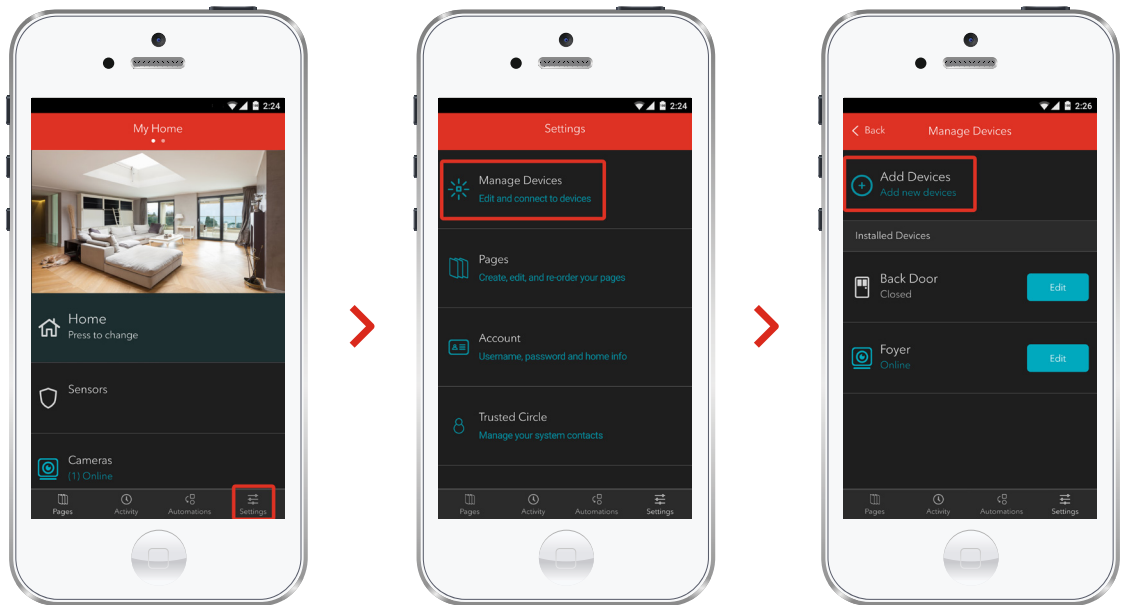 2:24
My Home
Home
Press to change
Sensors
Cameras
(1) Online
Pages
Activity
Automations
Settings
2:24
Settings
Manage Devices
Edit and connect to devices
Pages
Create, edit, and re-order your pages
Account
Username, password and home info
Trusted Circle
Manage your system contacts
Pages
Activity
Automations
Settings
2:26
Back
Manage Devices
Add Devices
Add new devices
Installed Devices
Back Door
Closed
Edit
Foyer
Online
Edit
Pages
Activity
Automations
Settings